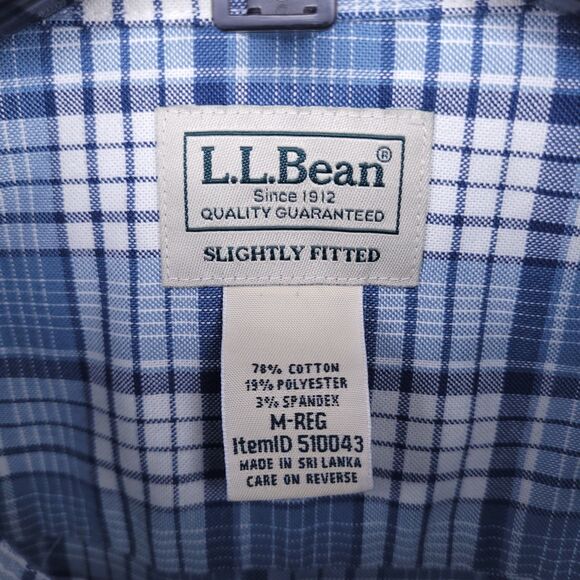 L.L.Bean®
Since 1912
QUALITY GUARANTEED
SLIGHTLY FITTED
78% COTTON
19% POLYESTER
3% SPANDEX
M-REG
ItemID 510043
MADE IN SRI LANKA
CARE ON REVERSE